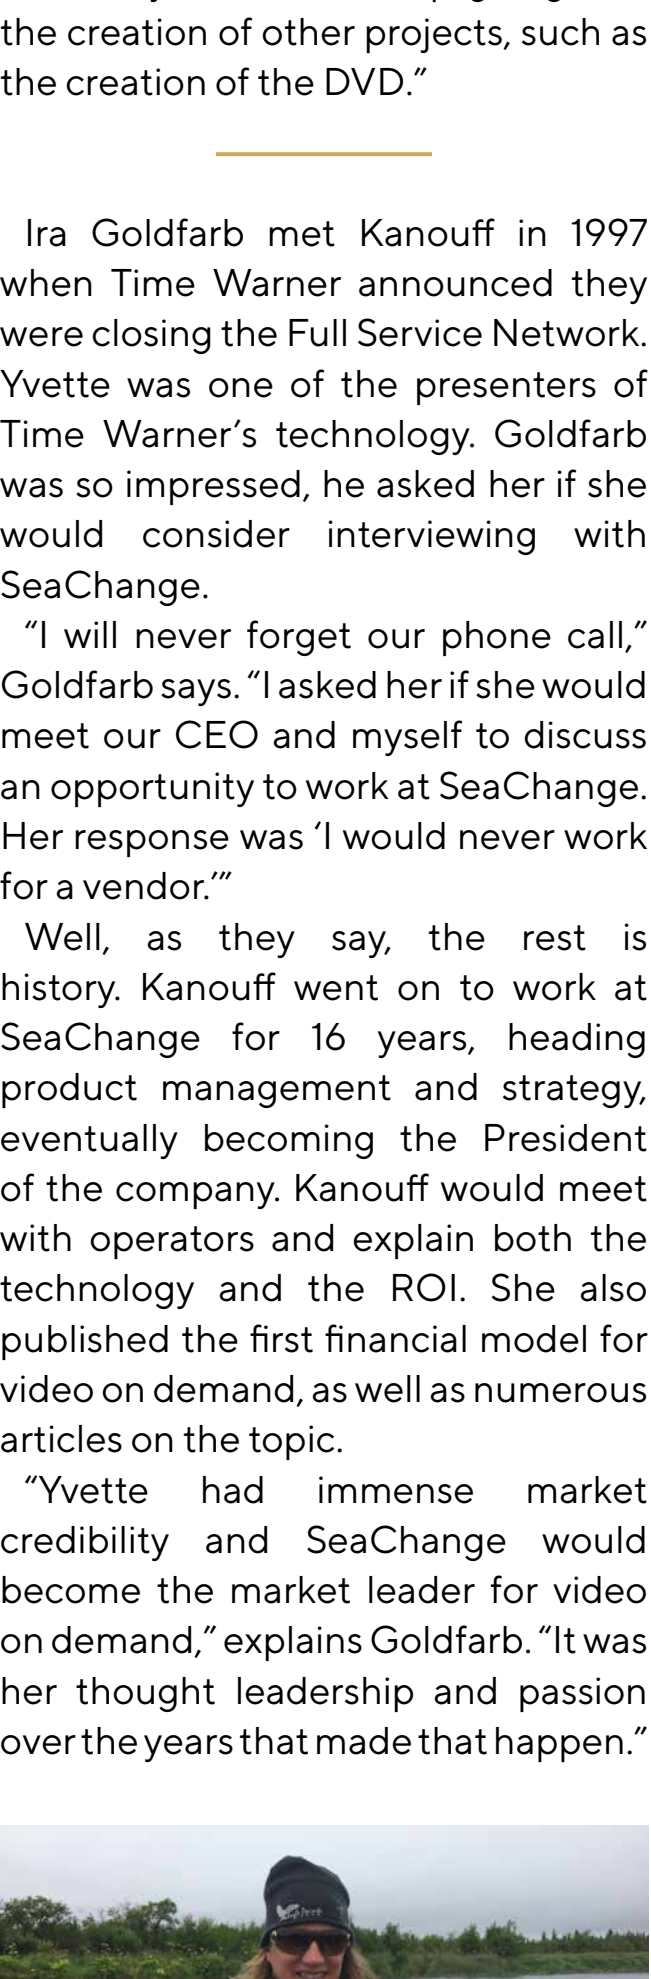 the creation of other projects, such as
the creation of the DVD.”
Ira Goldfarb met Kanouff in 1997
when Time Warner announced they
were closing the Full Service Network.
Yvette was one of the presenters of
Time Warner’s technology. Goldfarb
was so impressed, he asked her if she
would consider interviewing with
SeaChange.
“I will never forget our phone call,”
Goldfarb says. “I asked her if she would
meet our CEO and myself to discuss
an opportunity to work at SeaChange.
Her response was ‘I would never work
for a vendor.’”
Well, as they say, the rest is
history. Kanouff went on to work at
SeaChange for 16 years, heading
product management and strategy,
eventually becoming the President
of the company. Kanouff would meet
with operators and explain both the
technology and the ROI. She also
published the first financial model for
video on demand, as well as numerous
articles on the topic.
“Yvette had immense market
credibility and SeaChange would
become the market leader for video
on demand,” explains Goldfarb. “It was
her thought leadership and passion
over the years that made that happen.”